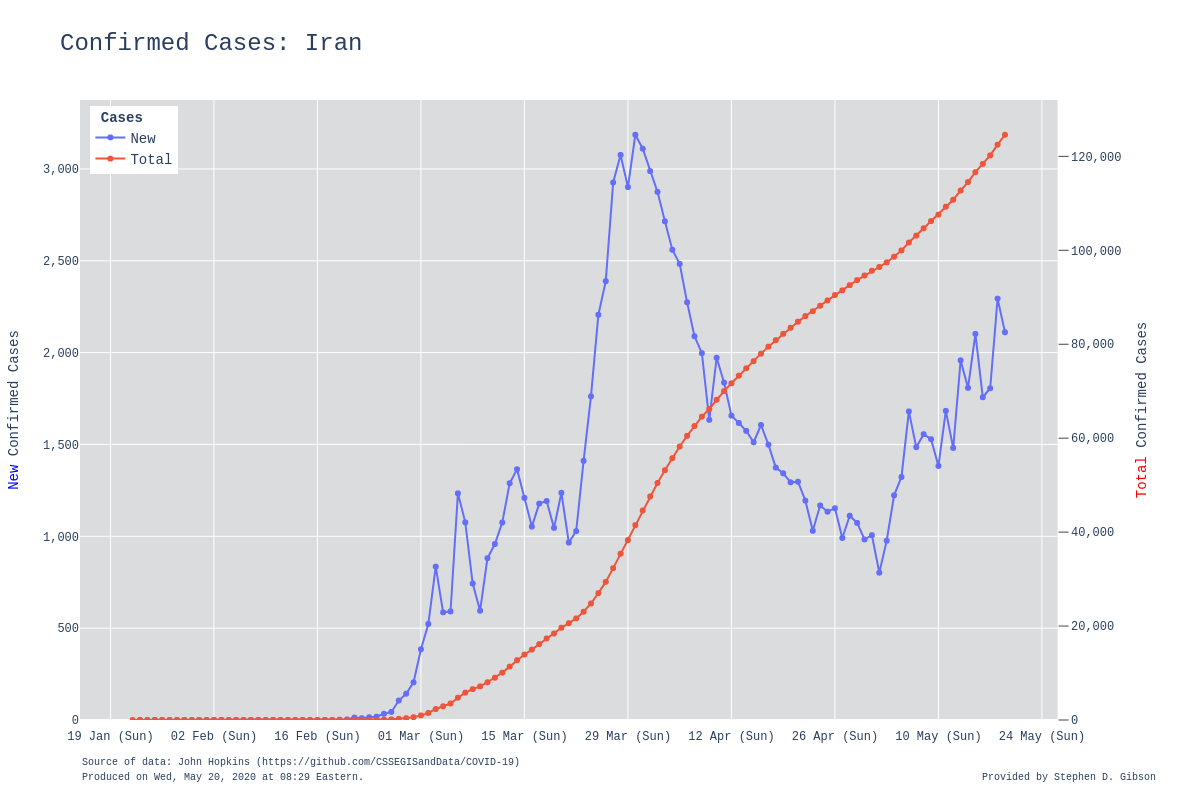 Confirmed Cases: Iran
Cases
New
Total
3,000
2,500
2,000
1,500
1,000
500
0
New Confirmed Cases
120,000
100,000
80,000
60,000
40,000
20,000
0
Total Confirmed Cases
19 Jan (Sun) 02 Feb (Sun) 16 Feb (Sun) 01 Mar (Sun) 15 Mar (Sun) 29 Mar (Sun) 12 Apr (Sun) 26 Apr (Sun) 10 May (Sun) 24 May (Sun)
Source of data: John Hopkins (https://github.com/CSSEGISandData/COVID-19)
Produced on Wed, May 20, 2020 at 08:29 Eastern.
Provided by Stephen D. Gibson